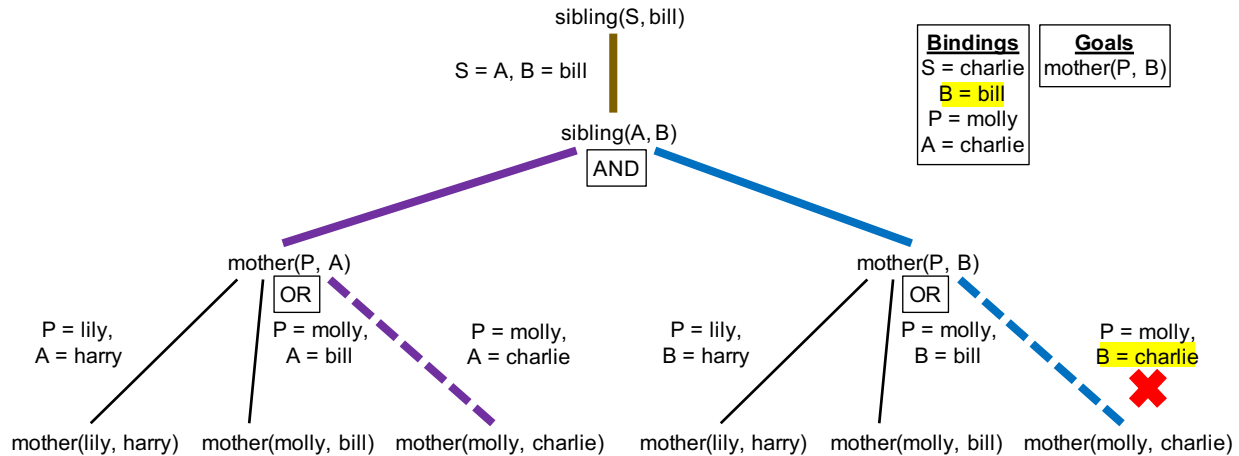 sibling(S, bill)
S = A, B = bill
Bindings
S = charlie
B = bill
P = molly
A = charlie
Goals
mother(P, B)
sibling(A, B)
AND
mother(P, A)
OR
P = lily,
A = harry
P = molly,
A = bill
P = molly,
A = charlie
mother(P, B)
OR
P = lily,
B = harry
P = molly,
B = bill
P = molly,
B = charlie
mother(lily, harry)
mother(molly, bill)
mother(molly, charlie)
mother(lily, harry)
mother(molly, bill)
mother(molly, charlie)